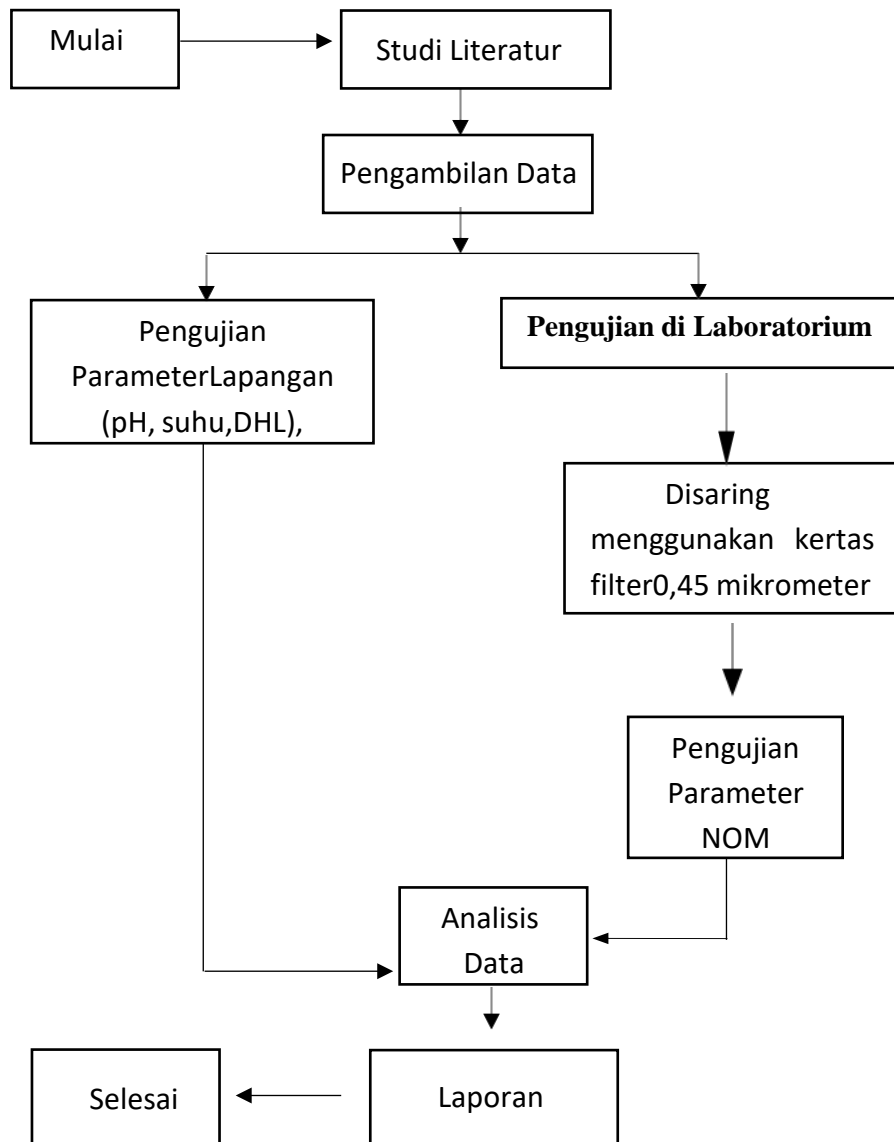 Mulai
Studi Literatur
Pengambilan Data
Pengujian
ParameterLapangan
(pH, suhu,DHL),
Pengujian di Laboratorium
Disaring
menggunakan kertas
filter0,45 mikrometer
Pengujian
Parameter
NOM
Analisis
Data
Laporan
Selesai